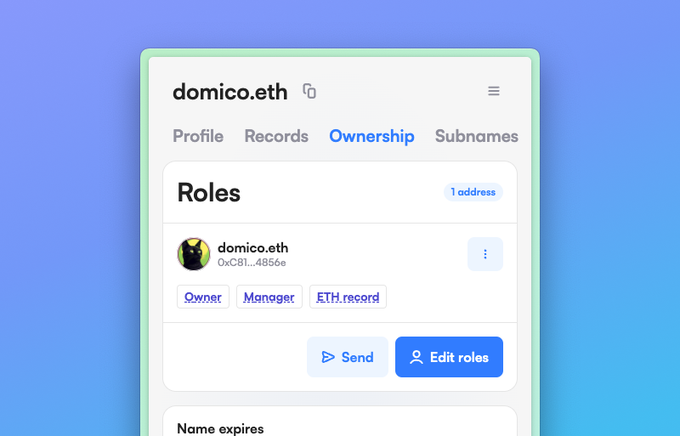 domico.eth
Profile Records Ownership Subnames
Roles 1 address
domico.eth
0xC81...4856e
Owner Manager ETH record
Send Edit roles
Name expires